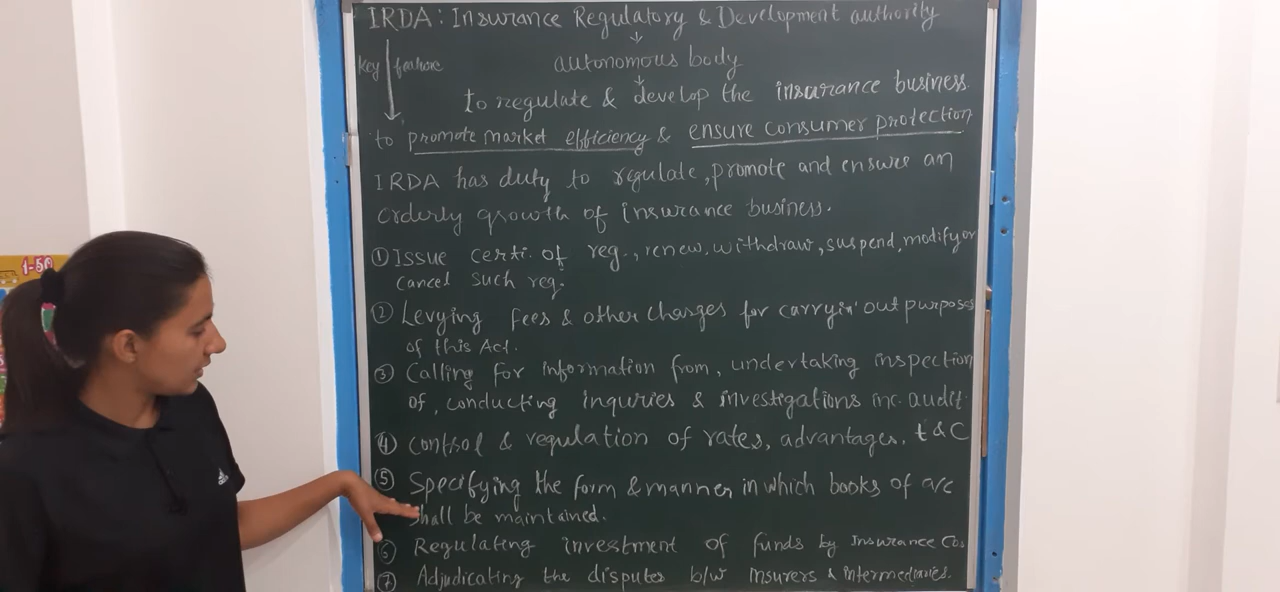 IRDA : Insurance Regulatory & Development authority
key feature
autonomous body
to regulate & develop the insurance business.
to promote market efficiency & ensure consumer protection
IRDA has duty to regulate, promote and ensure an
orderly growth of insurance business.
① Issue certi. of reg., renew, withdraw, suspend, modify or
cancel such reg.
② Levying fees & other charges for carryin' out purposes
of this Act.
③ Calling for information from, undertaking inspection
of, conducting inquries & investigations inc. audit.
④ Control & regulation of rates, advantages, t & C
⑤ Specifying the form & manner in which books of a/c
shall be maintained.
⑥ Regulating investment of funds by Insurance Cos
⑦ Adjudicating the disputes b/w Insurers & intermediaries.
1-50
adidas